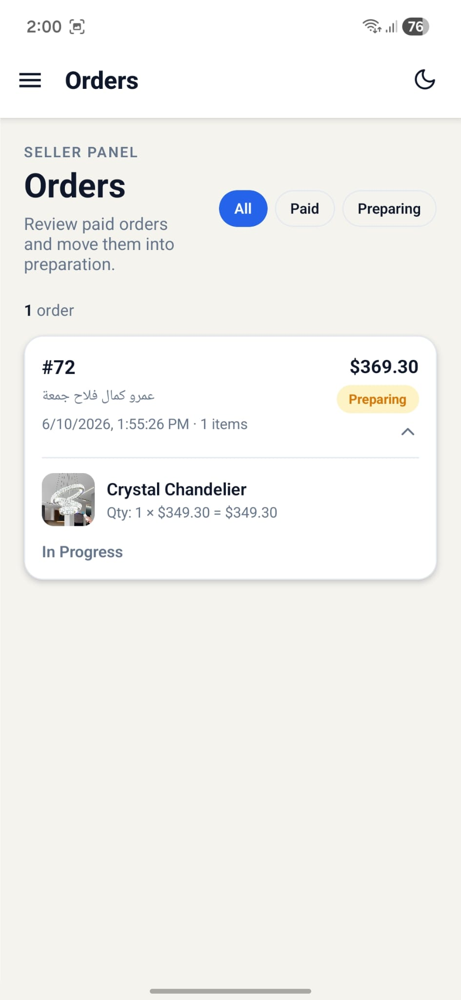 2:00
76
Orders
SELLER PANEL
Orders
Review paid orders
and move them into
preparation.
All
Paid
Preparing
1 order
#72
$369.30
عمرو كمال فلاح جمعة
Preparing
6/10/2026, 1:55:26 PM · 1 items
Crystal Chandelier
Qty: 1 × $349.30 = $349.30
In Progress